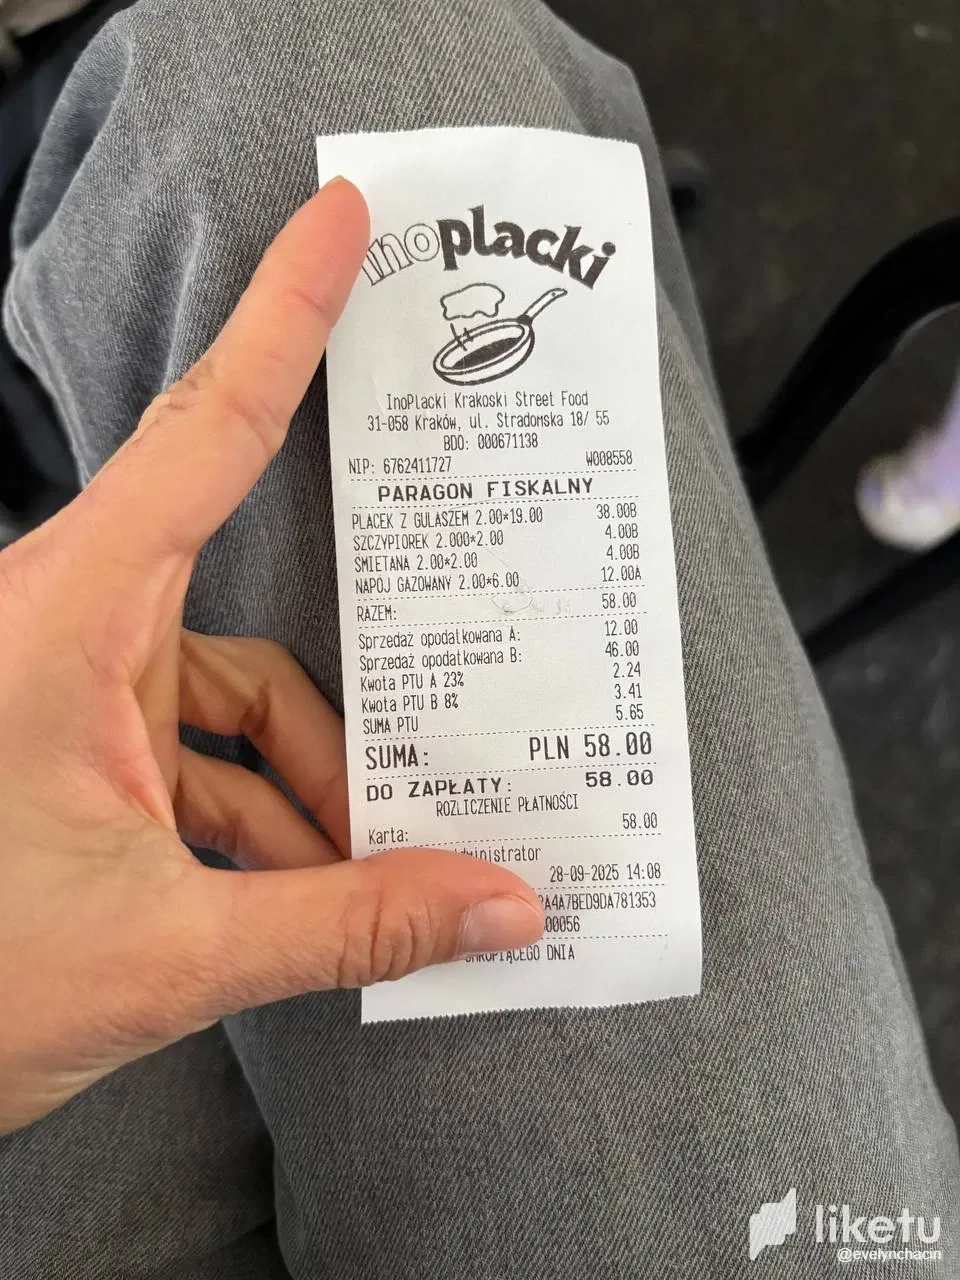 inoplacki
InoPlacki Krakoski Street Food
31-058 Kraków, ul. Stradomska 18/ 55
BDO: 000671138
NIP: 6762411727 W008558
PARAGON FISKALNY
PLACEK Z GULASZEM 2.00*19.00 38.00B
SZCZYPIOREK 2.000*2.00 4.00B
ŚMIETANA 2.00*2.00 4.00B
NAPÓJ GAZOWANY 2.00*6.00 12.00A
RAZEM: 58.00
Sprzedaż opodatkowana A: 12.00
Sprzedaż opodatkowana B: 46.00
Kwota PTU A 23% 2.24
Kwota PTU B 8% 3.41
SUMA PTU 5.65
SUMA: PLN 58.00
DO ZAPŁATY: 58.00
ROZLICZENIE PŁATNOŚCI
Karta: 58.00
28-09-2025 14:08
A4A7BED9DA781353
00056
DNIA
liketu
@evelynchacin